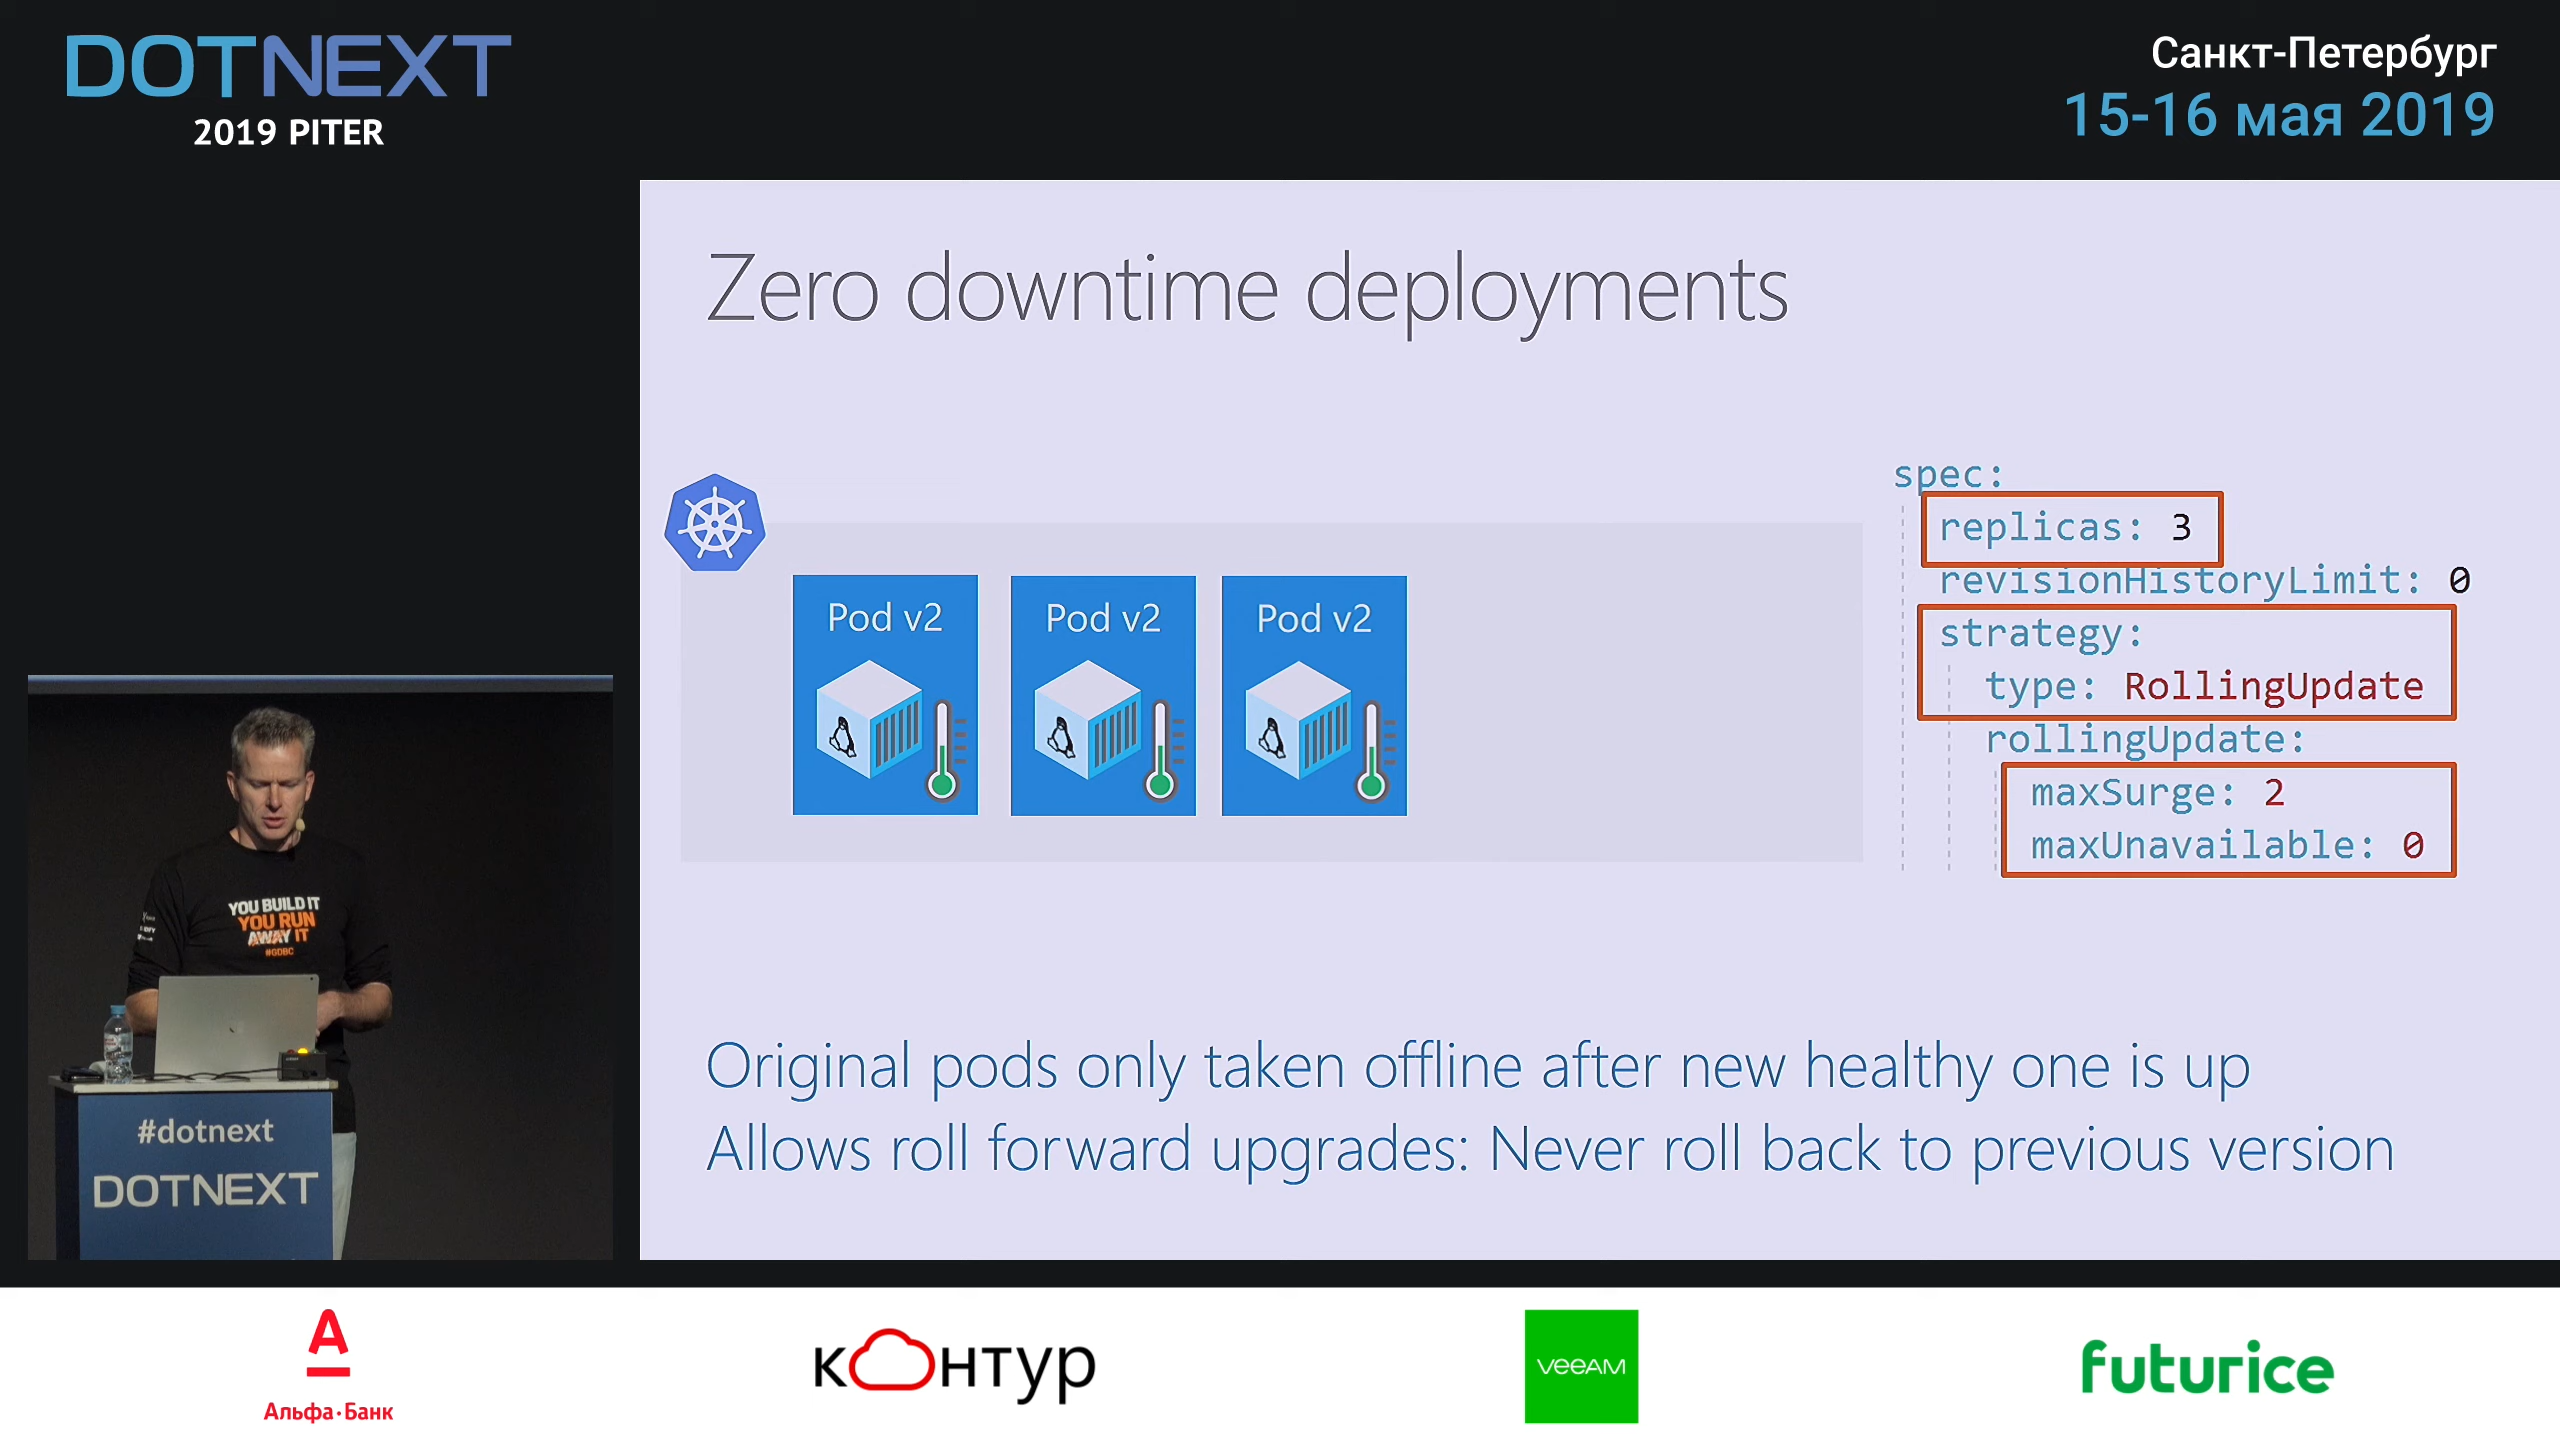 DOTNEXT
2019 PITER
Санкт-Петербург
15-16 мая 2019
Zero downtime deployments
Pod v2
Pod v2
Pod v2
spec:
replicas: 3
revisionHistoryLimit: 0
strategy:
type: RollingUpdate
rollingUpdate:
maxSurge: 2
maxUnavailable: 0
Original pods only taken offline after new healthy one is up
Allows roll forward upgrades: Never roll back to previous version
YOU BUILD IT
YOU RUN
AWAY IT
#GDBC
#dotnext
DOTNEXT
Альфа·Банк
контур
veeAM
futurice